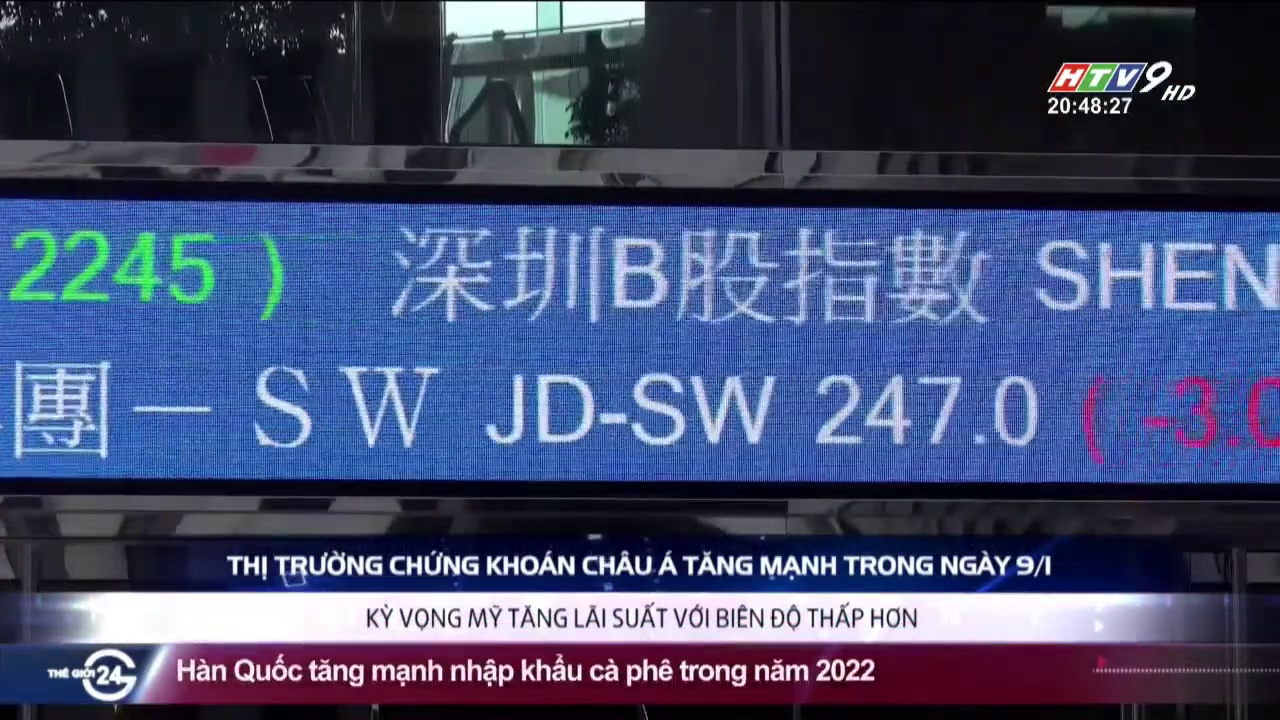 HTV9 HD
20:48:27
2245 ) 深圳B股指數 SHEN
團－SW JD-SW 247.0 ( -3.0
THỊ TRƯỜNG CHỨNG KHOÁN CHÂU Á TĂNG MẠNH TRONG NGÀY 9/1
KỲ VỌNG MỸ TĂNG LÃI SUẤT VỚI BIÊN ĐỘ THẤP HƠN
THẾ GIỚI 24G
Hàn Quốc tăng mạnh nhập khẩu cà phê trong năm 2022